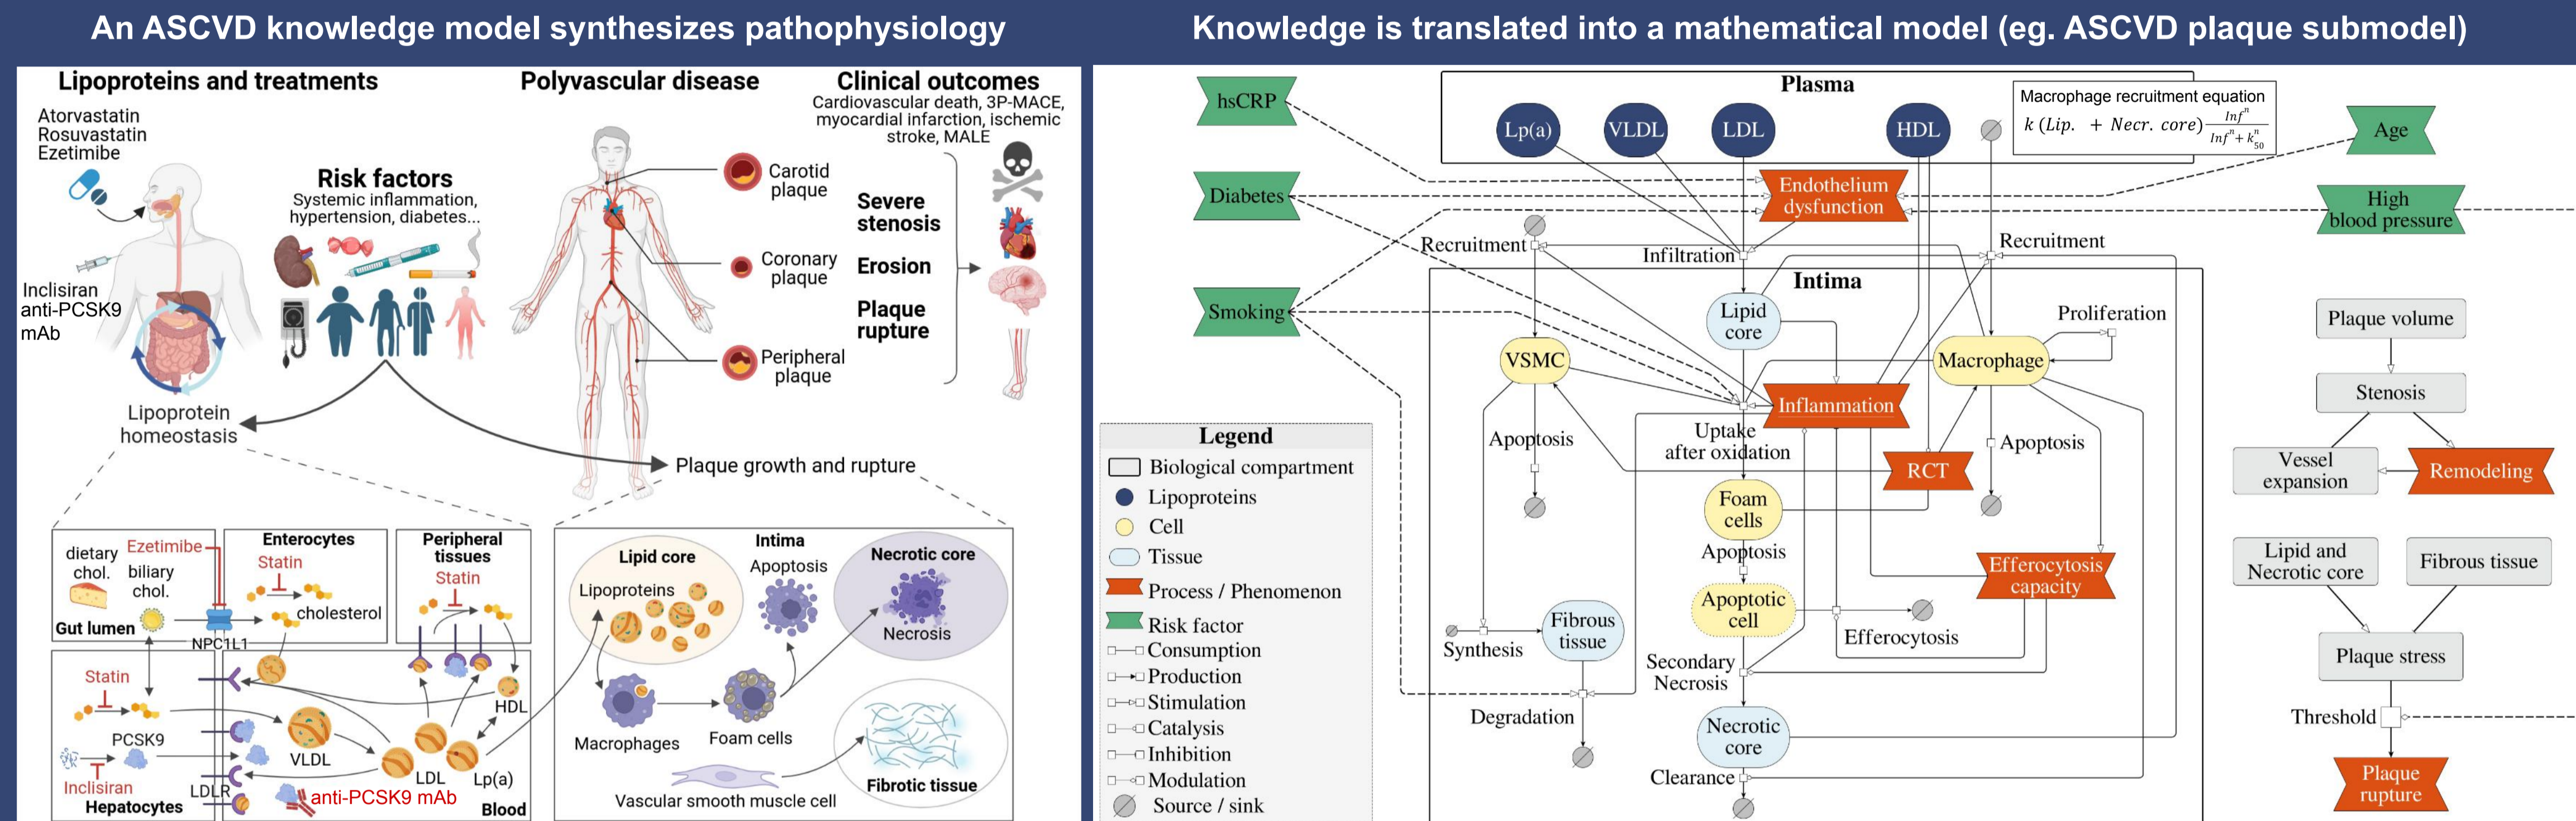 An ASCVD knowledge model synthesizes pathophysiology
Lipoproteins and treatments
Atorvastatin
Rosuvastatin
Ezetimibe
Inclisiran
anti-PCSK9
mAb
Risk factors
Systemic inflammation,
hypertension, diabetes...
Lipoprotein
homeostasis
Polyvascular disease
Carotid
plaque
Coronary
plaque
Peripheral
plaque
Clinical outcomes
Cardiovascular death, 3P-MACE,
myocardial infarction, ischemic
stroke, MALE
Severe
stenosis
Erosion
Plaque
rupture
Plaque growth and rupture
dietary
chol.
Ezetimibe
biliary
chol.
Gut lumen
NPC1L1
Enterocytes
Statin
cholesterol
Peripheral
tissues
Statin
Statin
PCSK9
Inclisiran
Hepatocytes
LDLR
VLDL
LDL
HDL
Lp(a)
anti-PCSK9 mAb
Blood
Lipid core
Lipoproteins
Intima
Apoptosis
Necrotic core
Necrosis
Macrophages
Foam cells
Vascular smooth muscle cell
Fibrotic tissue
Knowledge is translated into a mathematical model (eg. ASCVD plaque submodel)
hsCRP
Diabetes
Smoking
Plasma
Lp(a)
VLDL
LDL
HDL
Macrophage recruitment equation
k (Lip. + Necr. core) Inf^n / Inf^n + k_50^n
Age
High
blood pressure
Endothelium
dysfunction
Recruitment
Infiltration
Recruitment
Intima
Lipid
core
VSMC
Macrophage
Proliferation
Inflammation
Apoptosis
Uptake
after oxidation
RCT
Apoptosis
Foam
cells
Apoptosis
Efferocytosis
capacity
Apoptotic
cell
Efferocytosis
Synthesis
Fibrous
tissue
Secondary
Necrosis
Degradation
Necrotic
core
Clearance
Legend
Biological compartment
Lipoproteins
Cell
Tissue
Process / Phenomenon
Risk factor
Consumption
Production
Stimulation
Catalysis
Inhibition
Modulation
Source / sink
Plaque volume
Stenosis
Vessel
expansion
Remodeling
Lipid and
Necrotic core
Fibrous tissue
Plaque stress
Threshold
Plaque
rupture